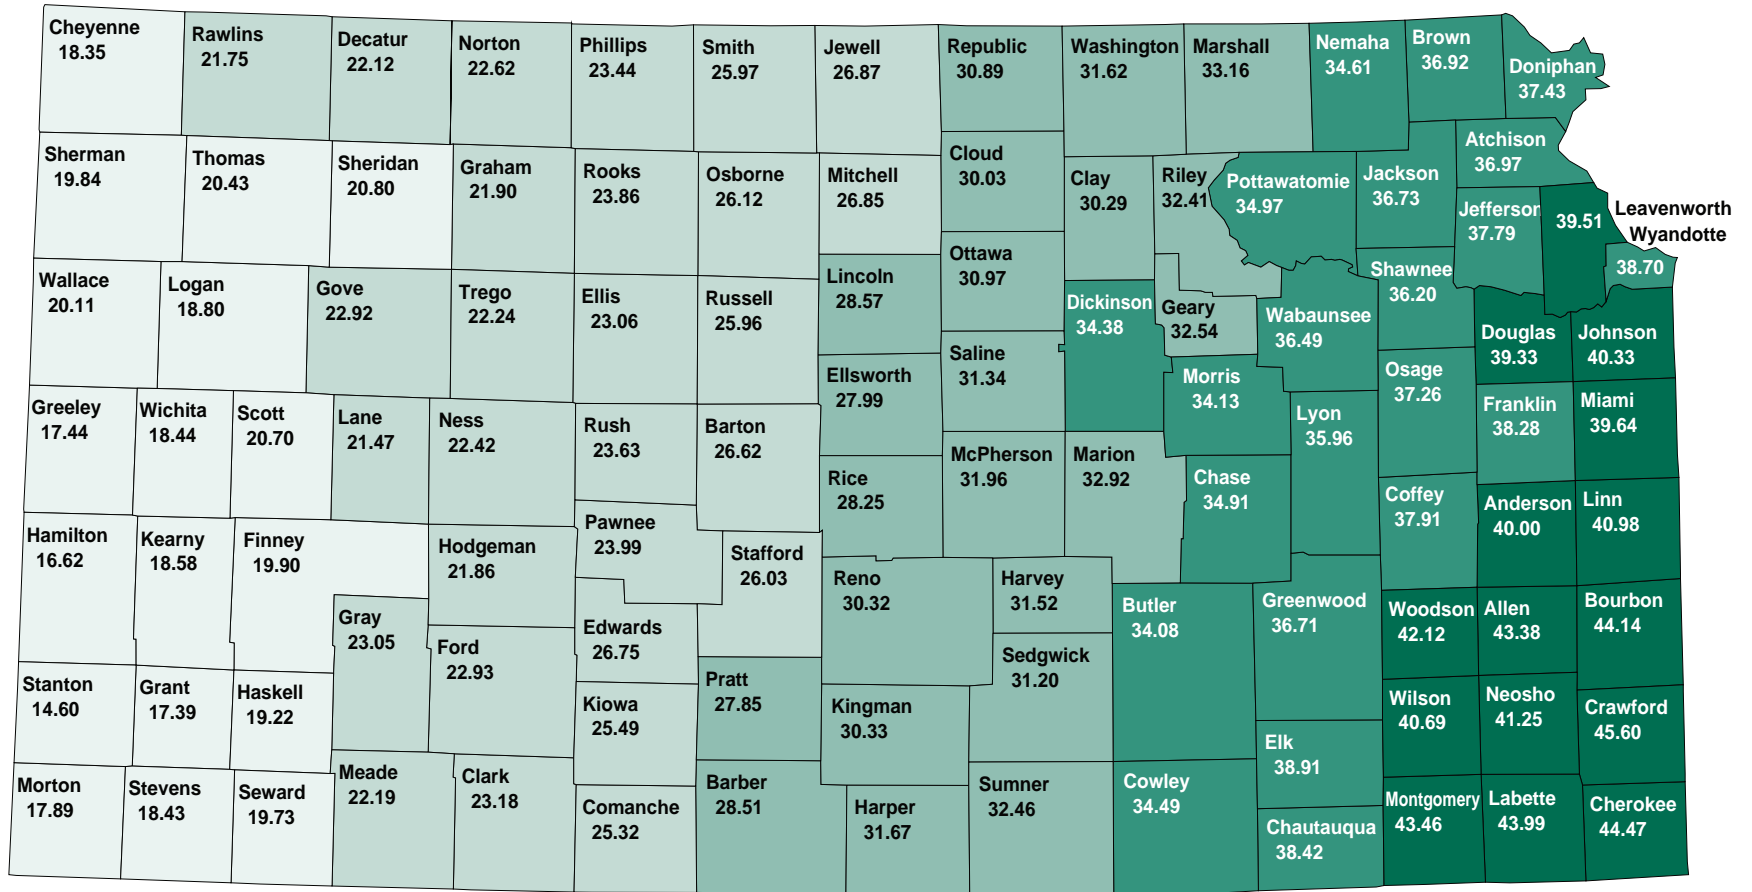 Cheyenne
18.35
Rawlins
21.75
Decatur
22.12
Norton
22.62
Phillips
23.44
Smith
25.97
Jewell
26.87
Republic
30.89
Washington
31.62
Marshall
33.16
Nemaha
34.61
Brown
36.92
Doniphan
37.43
Sherman
19.84
Thomas
20.43
Sheridan
20.80
Graham
21.90
Rooks
23.86
Osborne
26.12
Mitchell
26.85
Cloud
30.03
Clay
30.29
Riley
32.41
Pottawatomie
34.97
Jackson
36.73
Atchison
36.97
Jefferson
37.79
39.51
Leavenworth
Wyandotte
38.70
Wallace
20.11
Logan
18.80
Gove
22.92
Trego
22.24
Ellis
23.06
Russell
25.96
Lincoln
28.57
Ottawa
30.97
Dickinson
34.38
Geary
32.54
Wabaunsee
36.49
Shawnee
36.20
Douglas
39.33
Johnson
40.33
Ellsworth
27.99
Saline
31.34
Morris
34.13
Lyon
35.96
Osage
37.26
Franklin
38.28
Miami
39.64
Greeley
17.44
Wichita
18.44
Scott
20.70
Lane
21.47
Ness
22.42
Rush
23.63
Barton
26.62
Rice
28.25
McPherson
31.96
Marion
32.92
Chase
34.91
Coffey
37.91
Anderson
40.00
Linn
40.98
Hamilton
16.62
Kearny
18.58
Finney
19.90
Hodgeman
21.86
Pawnee
23.99
Stafford
26.03
Reno
30.32
Harvey
31.52
Butler
34.08
Greenwood
36.71
Woodson
42.12
Allen
43.38
Bourbon
44.14
Gray
23.05
Ford
22.93
Edwards
26.75
Sedgwick
31.20
Stanton
14.60
Grant
17.39
Haskell
19.22
Kiowa
25.49
Pratt
27.85
Kingman
30.33
Elk
38.91
Wilson
40.69
Neosho
41.25
Crawford
45.60
Morton
17.89
Stevens
18.43
Seward
19.73
Meade
22.19
Clark
23.18
Comanche
25.32
Barber
28.51
Harper
31.67
Sumner
32.46
Cowley
34.49
Chautauqua
38.42
Montgomery
43.46
Labette
43.99
Cherokee
44.47